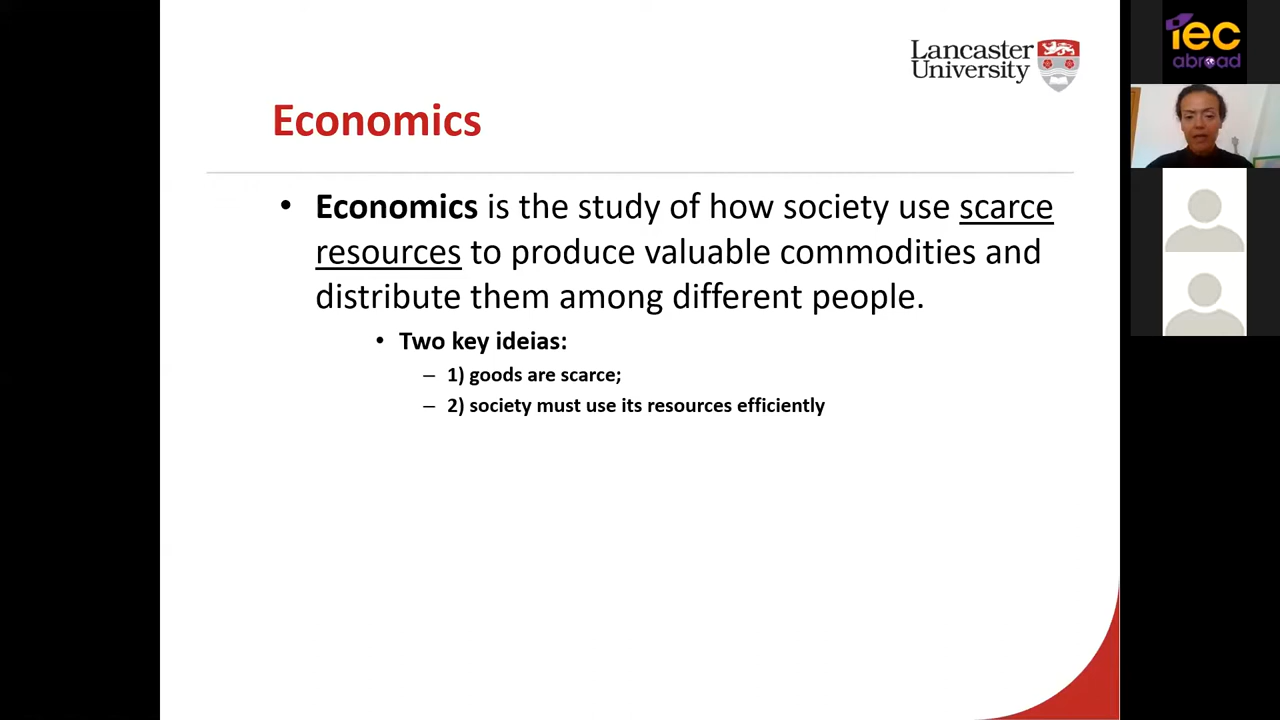 Lancaster
University
Economics
• Economics is the study of how society use scarce
resources to produce valuable commodities and
distribute them among different people.
• Two key ideias:
– 1) goods are scarce;
– 2) society must use its resources efficiently
iec
abroad